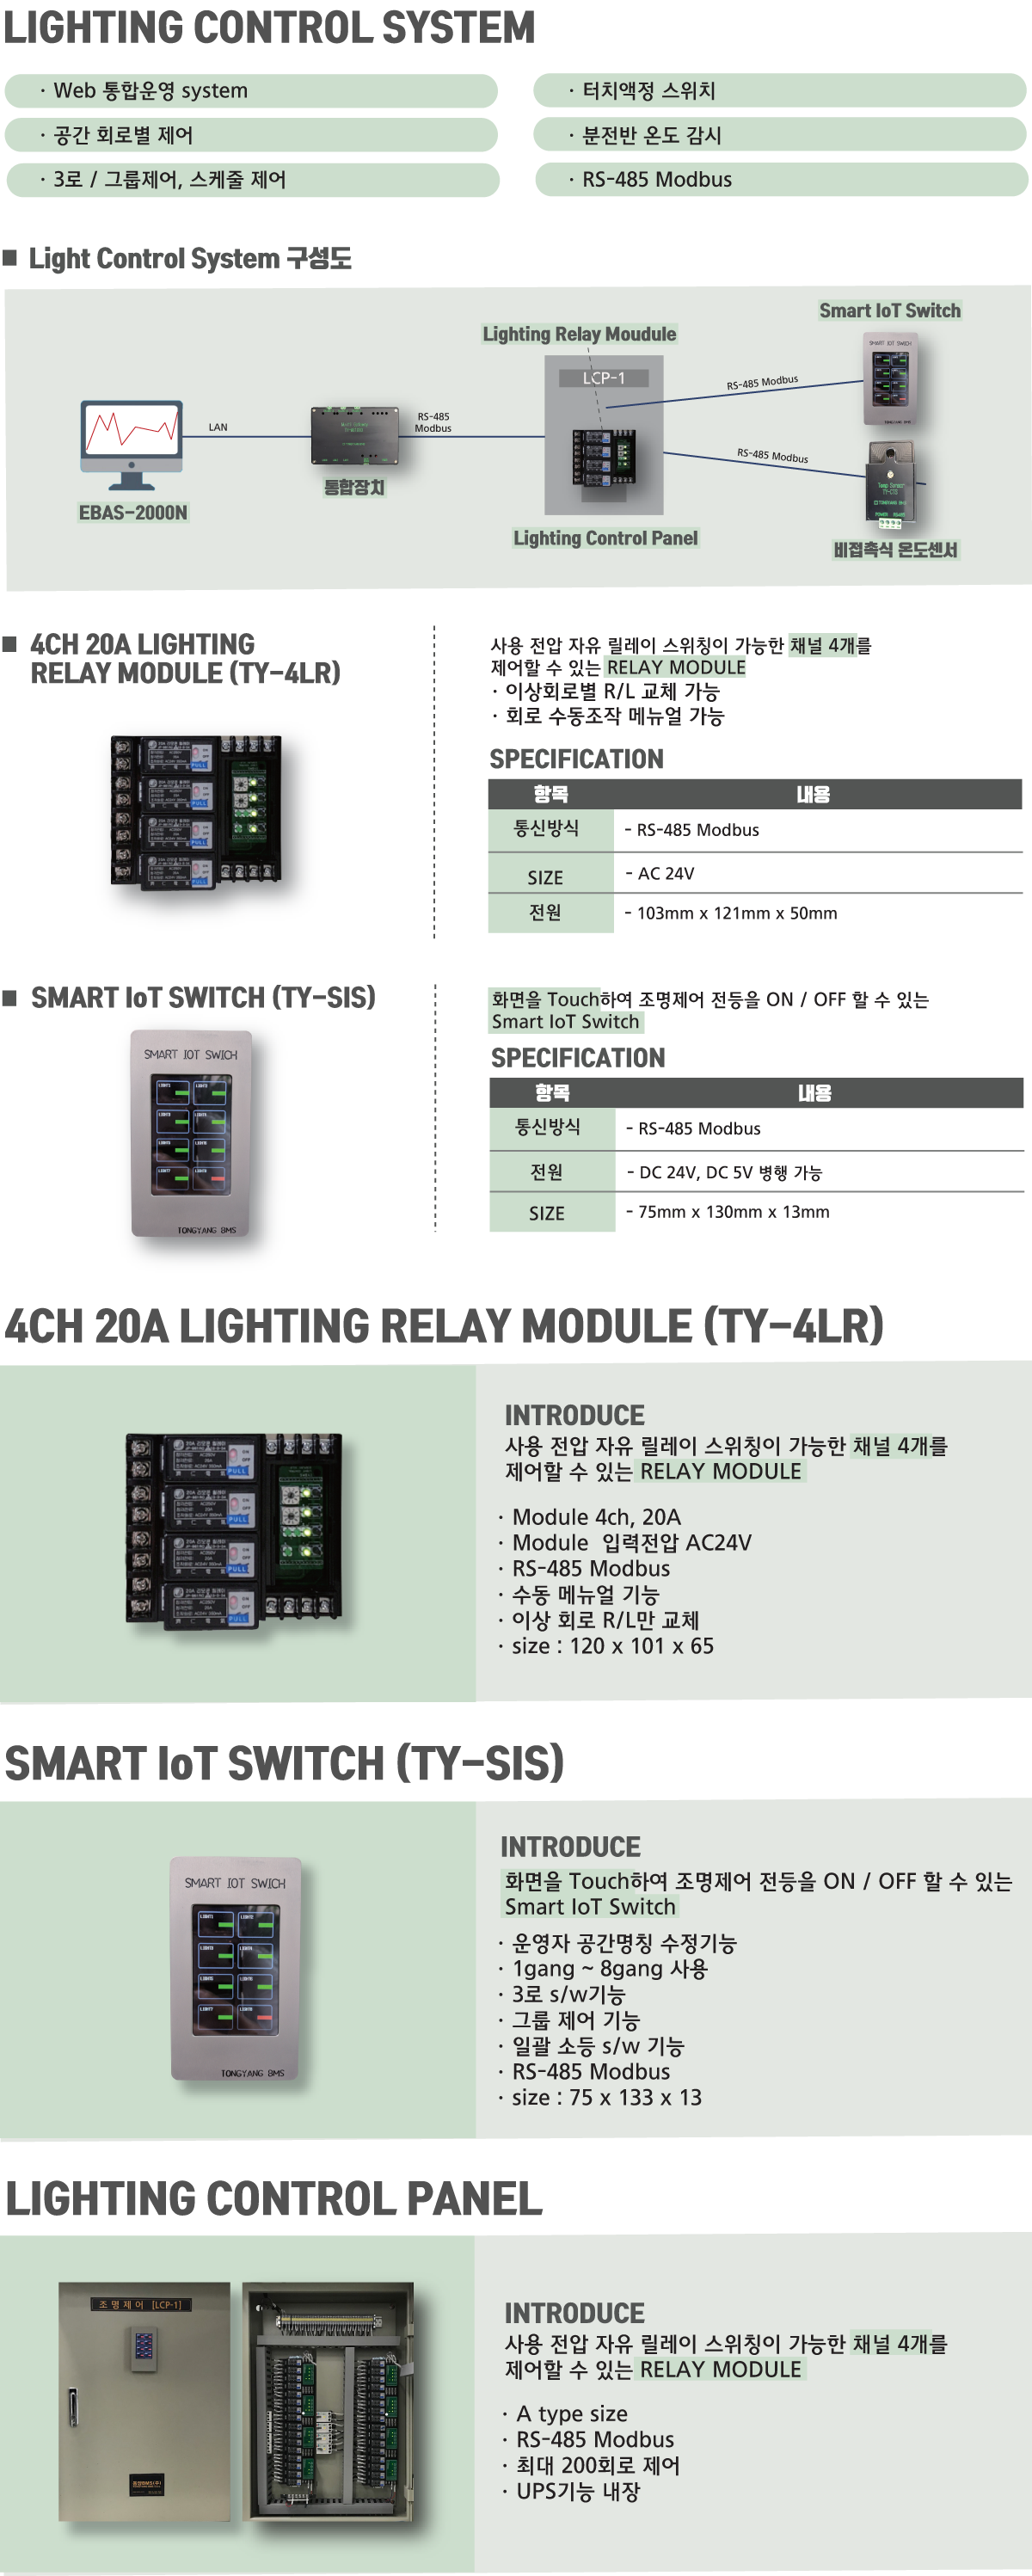 LIGHTING CONTROL SYSTEM
· Web 통합운영 system
· 터치액정 스위치
· 공간 회로별 제어
· 분전반 온도 감시
· 3로 / 그룹제어, 스케줄 제어
· RS-485 Modbus
■ Light Control System 구성도
Smart IoT Switch
Lighting Relay Moudule
SMART IOT SWICH
LCP-1
RS-485 Modbus
TONGYANG BMS
LAN
RS-485
Modbus
RS-485 Modbus
EBAS-2000N
통합장치
Lighting Control Panel
비접촉식 온도센서
■ 4CH 20A LIGHTING
RELAY MODULE (TY-4LR)
사용 전압 자유 릴레이 스위칭이 가능한 채널 4개를
제어할 수 있는 RELAY MODULE
· 이상회로별 R/L 교체 가능
· 회로 수동조작 메뉴얼 가능
SPECIFICATION
항목 내용
통신방식 - RS-485 Modbus
SIZE - AC 24V
전원 - 103mm x 121mm x 50mm
■ SMART IoT SWITCH (TY-SIS)
SMART IOT SWICH
TONGYANG BMS
화면을 Touch하여 조명제어 전등을 ON / OFF 할 수 있는
Smart IoT Switch
SPECIFICATION
항목 내용
통신방식 - RS-485 Modbus
전원 - DC 24V, DC 5V 병행 가능
SIZE - 75mm x 130mm x 13mm
4CH 20A LIGHTING RELAY MODULE (TY-4LR)
INTRODUCE
사용 전압 자유 릴레이 스위칭이 가능한 채널 4개를
제어할 수 있는 RELAY MODULE
· Module 4ch, 20A
· Module 입력전압 AC24V
· RS-485 Modbus
· 수동 메뉴얼 기능
· 이상 회로 R/L만 교체
· size : 120 x 101 x 65
SMART IoT SWITCH (TY-SIS)
SMART IOT SWICH
TONGYANG BMS
INTRODUCE
화면을 Touch하여 조명제어 전등을 ON / OFF 할 수 있는
Smart IoT Switch
· 운영자 공간명칭 수정기능
· 1gang ~ 8gang 사용
· 3로 s/w기능
· 그룹 제어 기능
· 일괄 소등 s/w 기능
· RS-485 Modbus
· size : 75 x 133 x 13
LIGHTING CONTROL PANEL
조명제어 [LCP-1]
INTRODUCE
사용 전압 자유 릴레이 스위칭이 가능한 채널 4개를
제어할 수 있는 RELAY MODULE
· A type size
· RS-485 Modbus
· 최대 200회로 제어
· UPS기능 내장